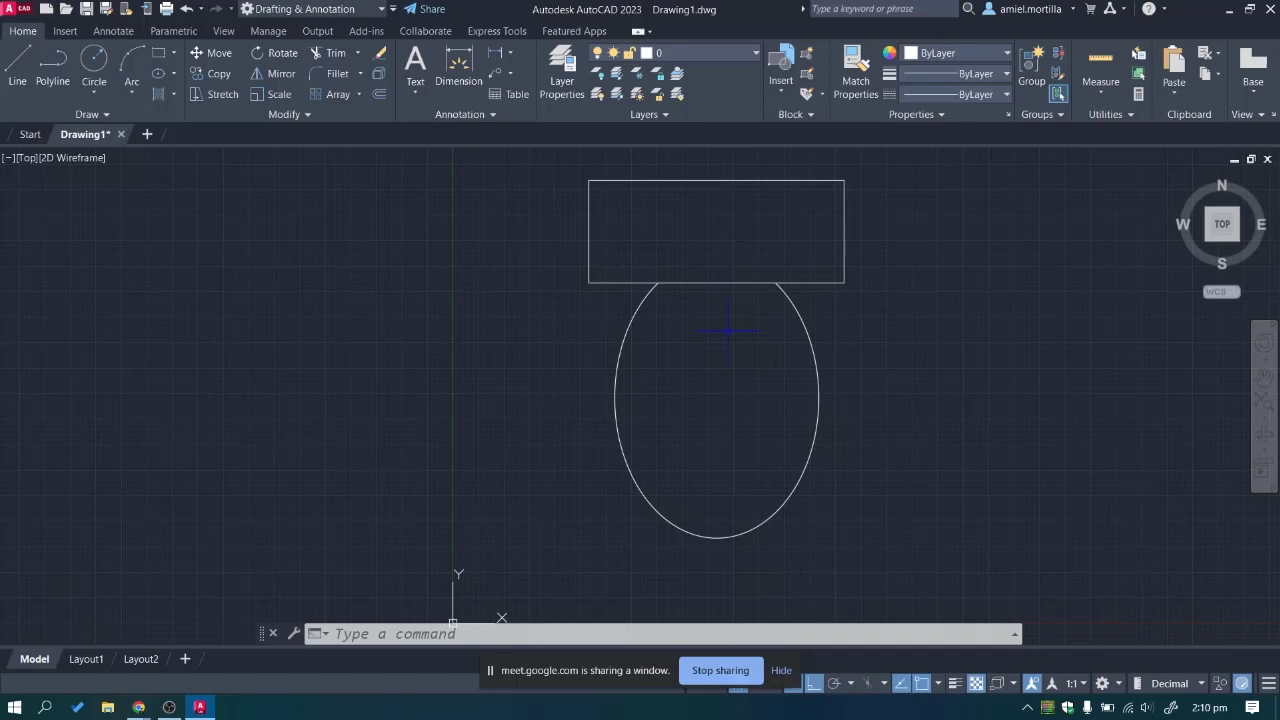 CAD
Drafting & Annotation
Share
Autodesk AutoCAD 2023 Drawing1.dwg
Type a keyword or phrase
amiel.mortilla
Home Insert Annotate Parametric View Manage Output Add-ins Collaborate Express Tools Featured Apps
Line Polyline Circle Arc
Move Rotate Trim
Copy Mirror Fillet
Stretch Scale Array
Text Dimension Table
Layer Properties
0
Insert
Match Properties
ByLayer
ByLayer
ByLayer
Group
Measure
Paste
Base
Draw Modify Annotation Layers Block Properties Groups Utilities Clipboard View
Start Drawing1*
[−][Top][2D Wireframe]
N
W TOP E
S
WCS
Y
X
Type a command
Model Layout1 Layout2
meet.google.com is sharing a window. Stop sharing Hide
1:1
Decimal
2:10 pm